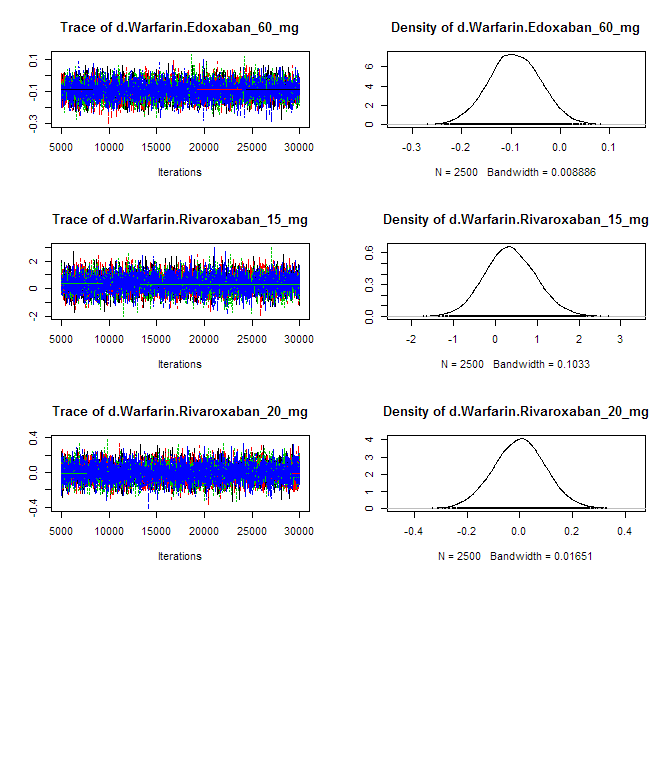 Trace of d.Warfarin.Edoxaban_60_mg
0.1
-0.1
-0.3
5000 10000 15000 20000 25000 30000
Iterations
Density of d.Warfarin.Edoxaban_60_mg
6
4
2
0
-0.3 -0.2 -0.1 0.0 0.1
N = 2500 Bandwidth = 0.008886
Trace of d.Warfarin.Rivaroxaban_15_mg
2
0
-2
5000 10000 15000 20000 25000 30000
Iterations
Density of d.Warfarin.Rivaroxaban_15_mg
0.6
0.3
0.0
-2 -1 0 1 2 3
N = 2500 Bandwidth = 0.1033
Trace of d.Warfarin.Rivaroxaban_20_mg
0.4
0.0
-0.4
5000 10000 15000 20000 25000 30000
Iterations
Density of d.Warfarin.Rivaroxaban_20_mg
4
3
2
1
0
-0.4 -0.2 0.0 0.2 0.4
N = 2500 Bandwidth = 0.01651